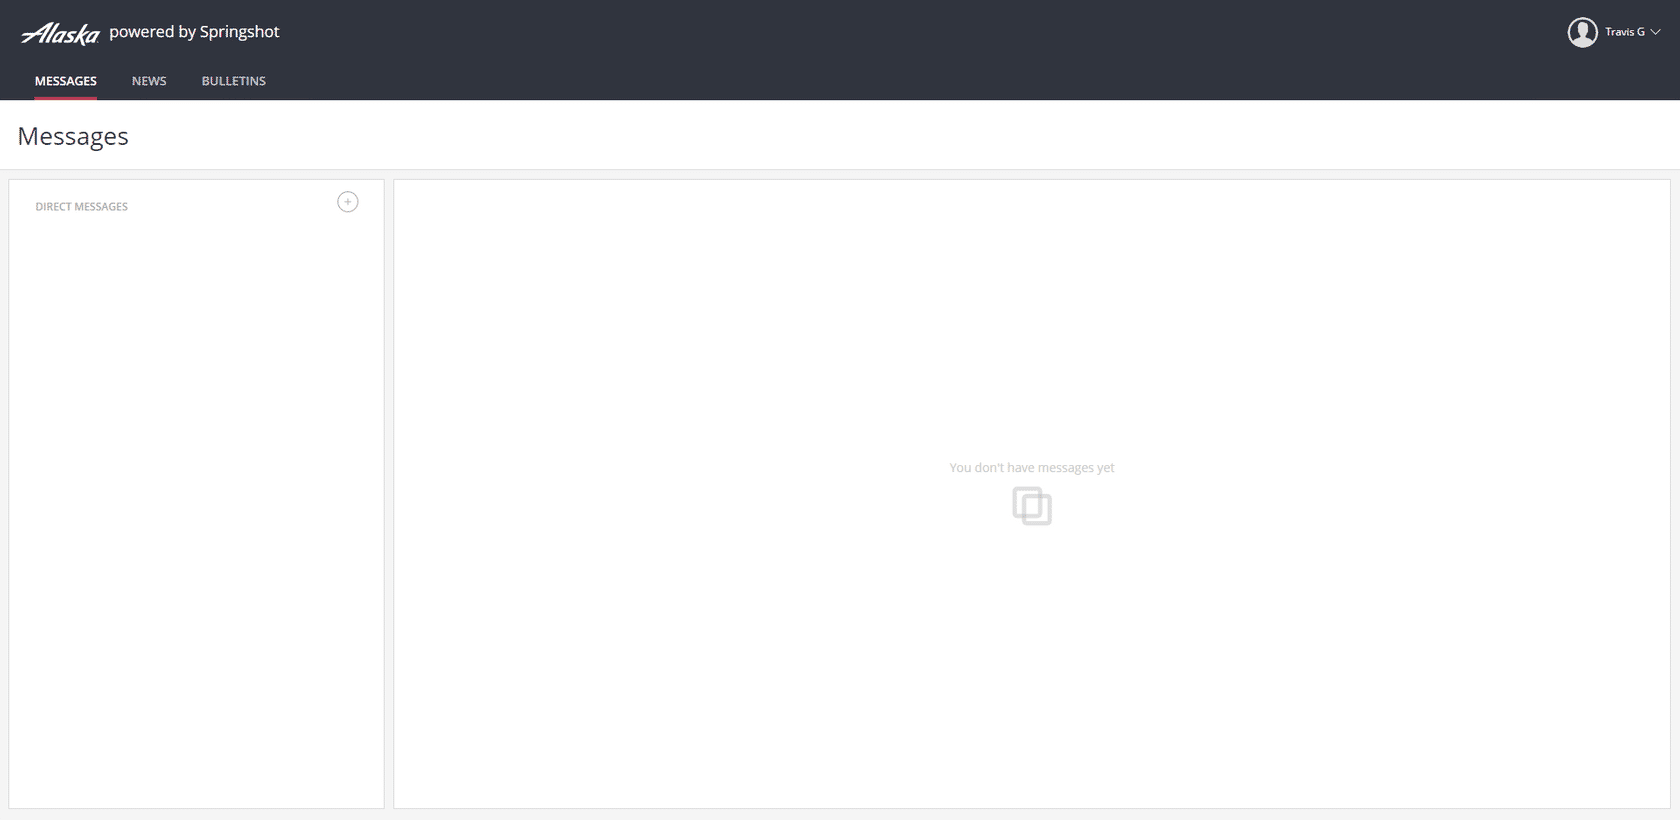 Alaska powered by Springshot
Travis G
MESSAGES NEWS BULLETINS
Messages
DIRECT MESSAGES
You don't have messages yet